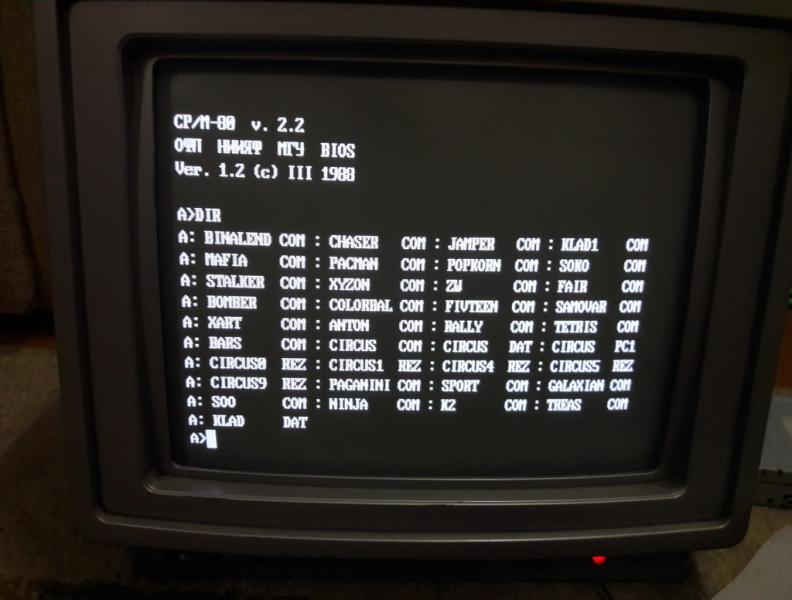 CP/M-80 v. 2.2
ОФП НИИЯФ МГУ BIOS
Ver. 1.2 (c) III 1988
A>DIR
A: BINALEND COM : CHASER COM : JAMPER COM : KLAD1 COM
A: MAFIA COM : PACMAN COM : POPKORN COM : SOKO COM
A: STALKER COM : XYZON COM : ZW COM : FAIR COM
A: BOMBER COM : COLORBAL COM : FIVTEEN COM : SAMOVAR COM
A: XART COM : ANTON COM : RALLY COM : TETRIS COM
A: BARS COM : CIRCUS COM : CIRCUS DAT : CIRCUS PC1
A: CIRCUS0 REZ : CIRCUS1 REZ : CIRCUS4 REZ : CIRCUS5 REZ
A: CIRCUS9 REZ : PAGANINI COM : SPORT COM : GALAXIAN COM
A: SOO COM : NINJA COM : K2 COM : TREAS COM
A: KLAD DAT
A>